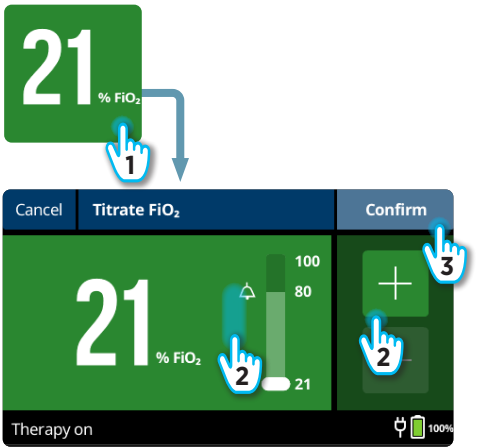 21
% FiO₂
1
Cancel
Titrate FiO₂
Confirm
3
100
80
21
% FiO₂
2
21
2
Therapy on
100%